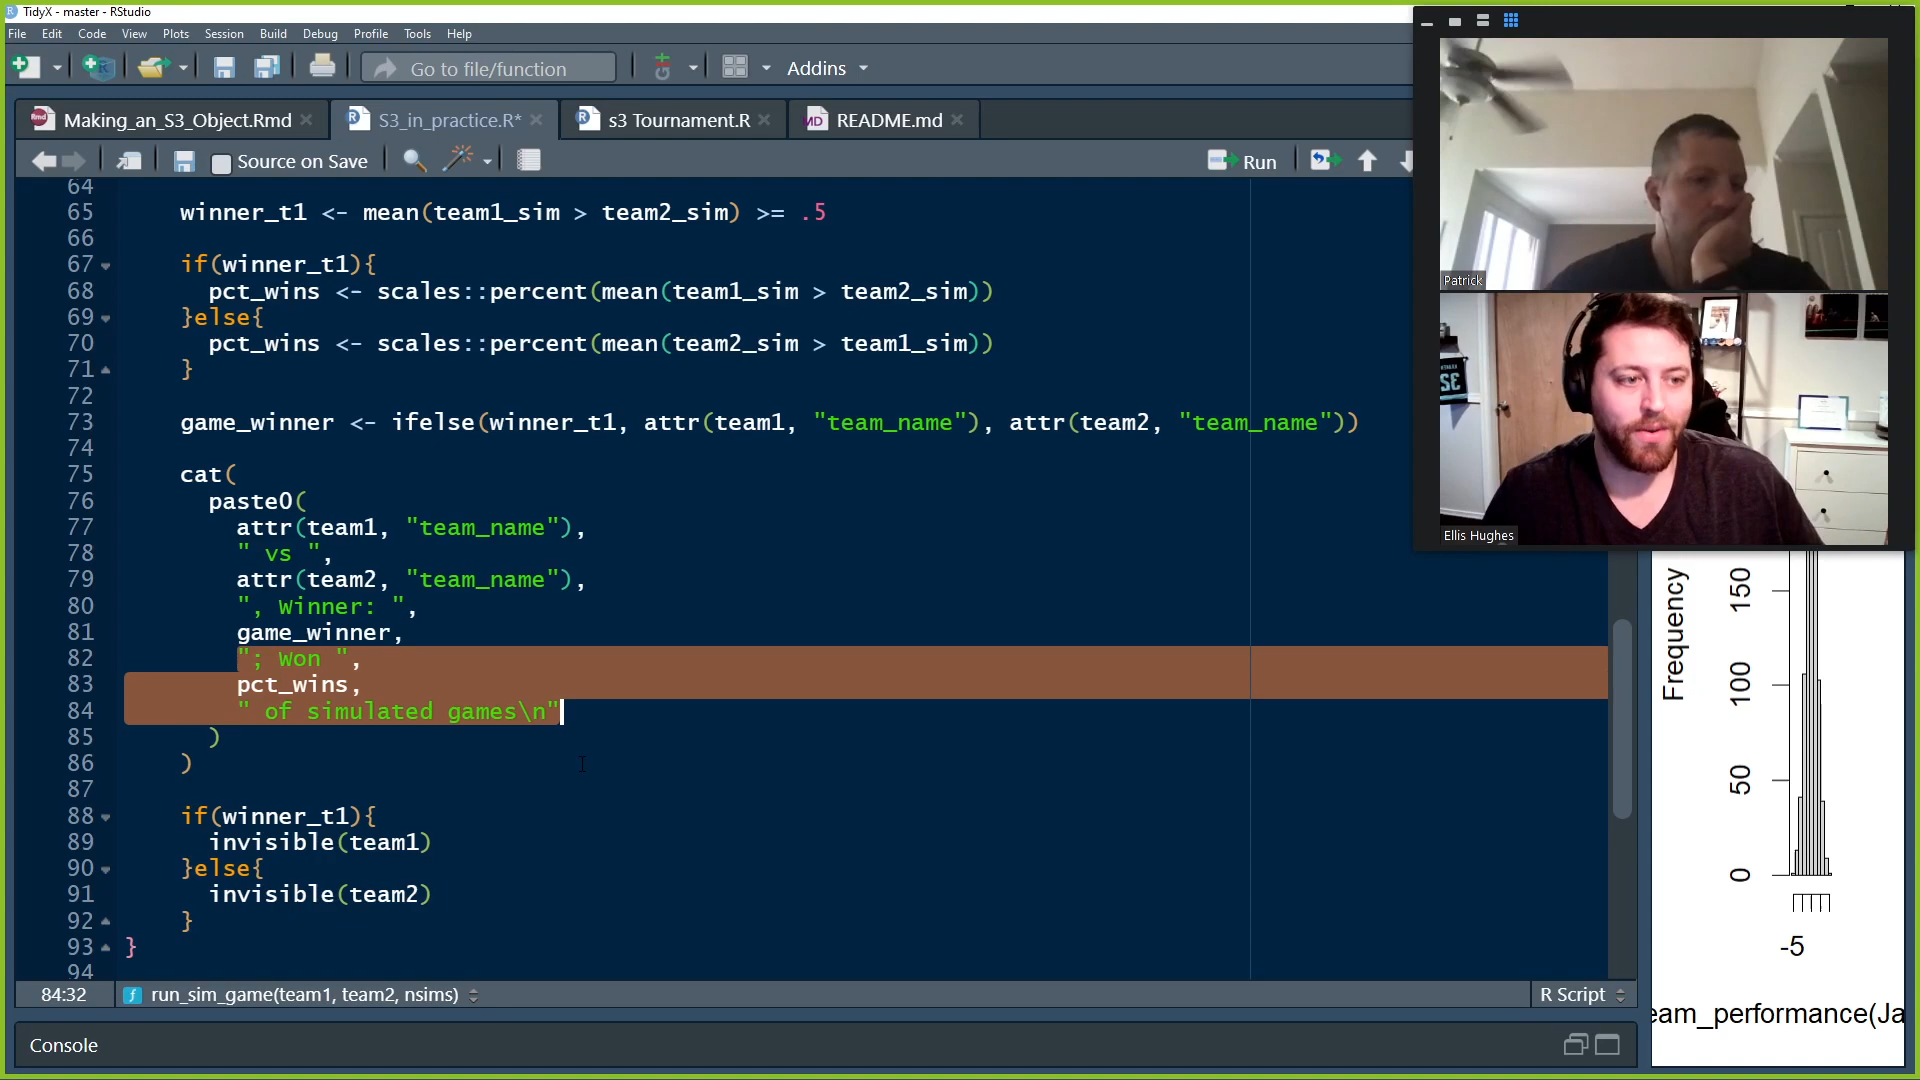 TidyX - master - RStudio
File Edit Code View Plots Session Build Debug Profile Tools Help
Go to file/function
Addins
Making_an_S3_Object.Rmd
S3_in_practice.R*
s3 Tournament.R
README.md
Source on Save
Run
64
65 winner_t1 <- mean(team1_sim > team2_sim) >= .5
66
67 if(winner_t1){
68 pct_wins <- scales::percent(mean(team1_sim > team2_sim))
69 }else{
70 pct_wins <- scales::percent(mean(team2_sim > team1_sim))
71 }
72
73 game_winner <- ifelse(winner_t1, attr(team1, "team_name"), attr(team2, "team_name"))
74
75 cat(
76 paste0(
77 attr(team1, "team_name"),
78 " vs ",
79 attr(team2, "team_name"),
80 ", Winner: ",
81 game_winner,
82 "; Won ",
83 pct_wins,
84 " of simulated games\n"
85 )
86 )
87
88 if(winner_t1){
89 invisible(team1)
90 }else{
91 invisible(team2)
92 }
93 }
94
84:32 run_sim_game(team1, team2, nsims) R Script
Console
Patrick
Ellis Hughes
Frequency
150
100
50
0
-5
eam_performance(Ja